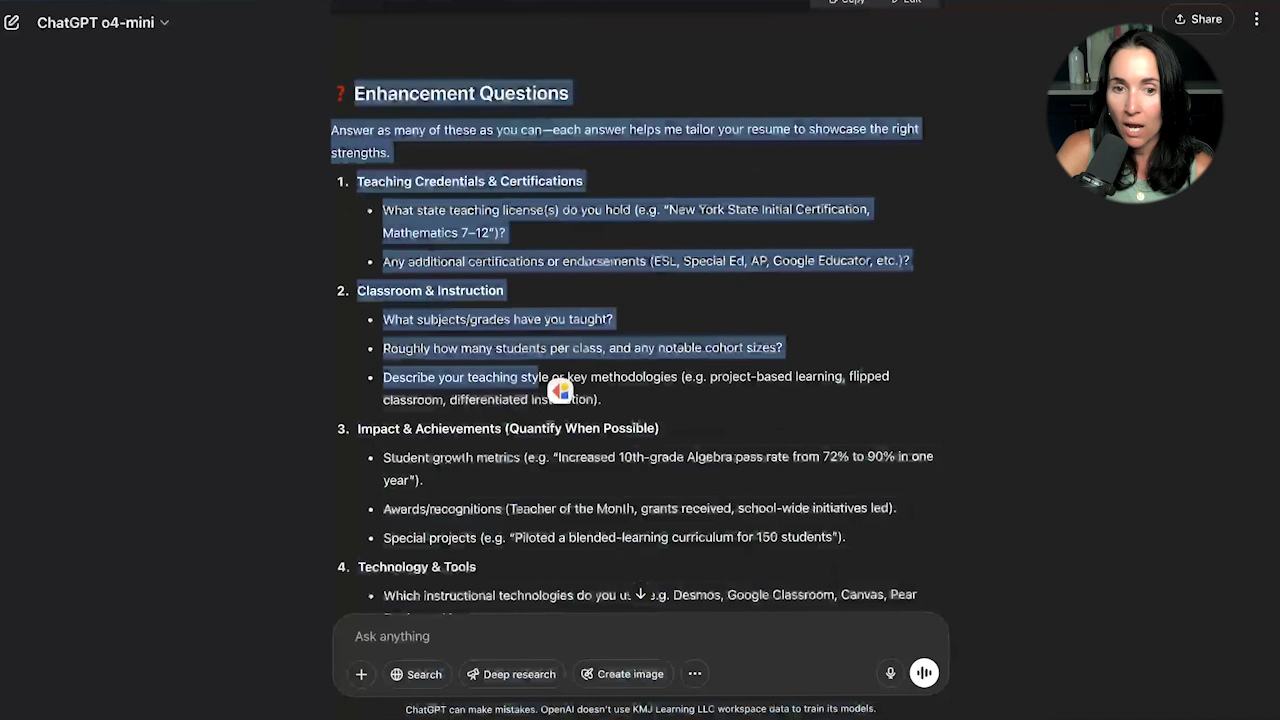 Copy Edit
ChatGPT o4-mini
Share
❓ Enhancement Questions
Answer as many of these as you can—each answer helps me tailor your resume to showcase the right
strengths.
1. Teaching Credentials & Certifications
• What state teaching license(s) do you hold (e.g. “New York State Initial Certification,
Mathematics 7–12”)?
• Any additional certifications or endorsements (ESL, Special Ed, AP, Google Educator, etc.)?
2. Classroom & Instruction
• What subjects/grades have you taught?
• Roughly how many students per class, and any notable cohort sizes?
• Describe your teaching style or key methodologies (e.g. project-based learning, flipped
classroom, differentiated instruction).
3. Impact & Achievements (Quantify When Possible)
• Student growth metrics (e.g. “Increased 10th-grade Algebra pass rate from 72% to 90% in one
year”).
• Awards/recognitions (Teacher of the Month, grants received, school-wide initiatives led).
• Special projects (e.g. “Piloted a blended-learning curriculum for 150 students”).
4. Technology & Tools
• Which instructional technologies do you e.g. Desmos, Google Classroom, Canvas, Pear
Ask anything
Search Deep research Create image
ChatGPT can make mistakes. OpenAI doesn't use KMJ Learning LLC workspace data to train its models.